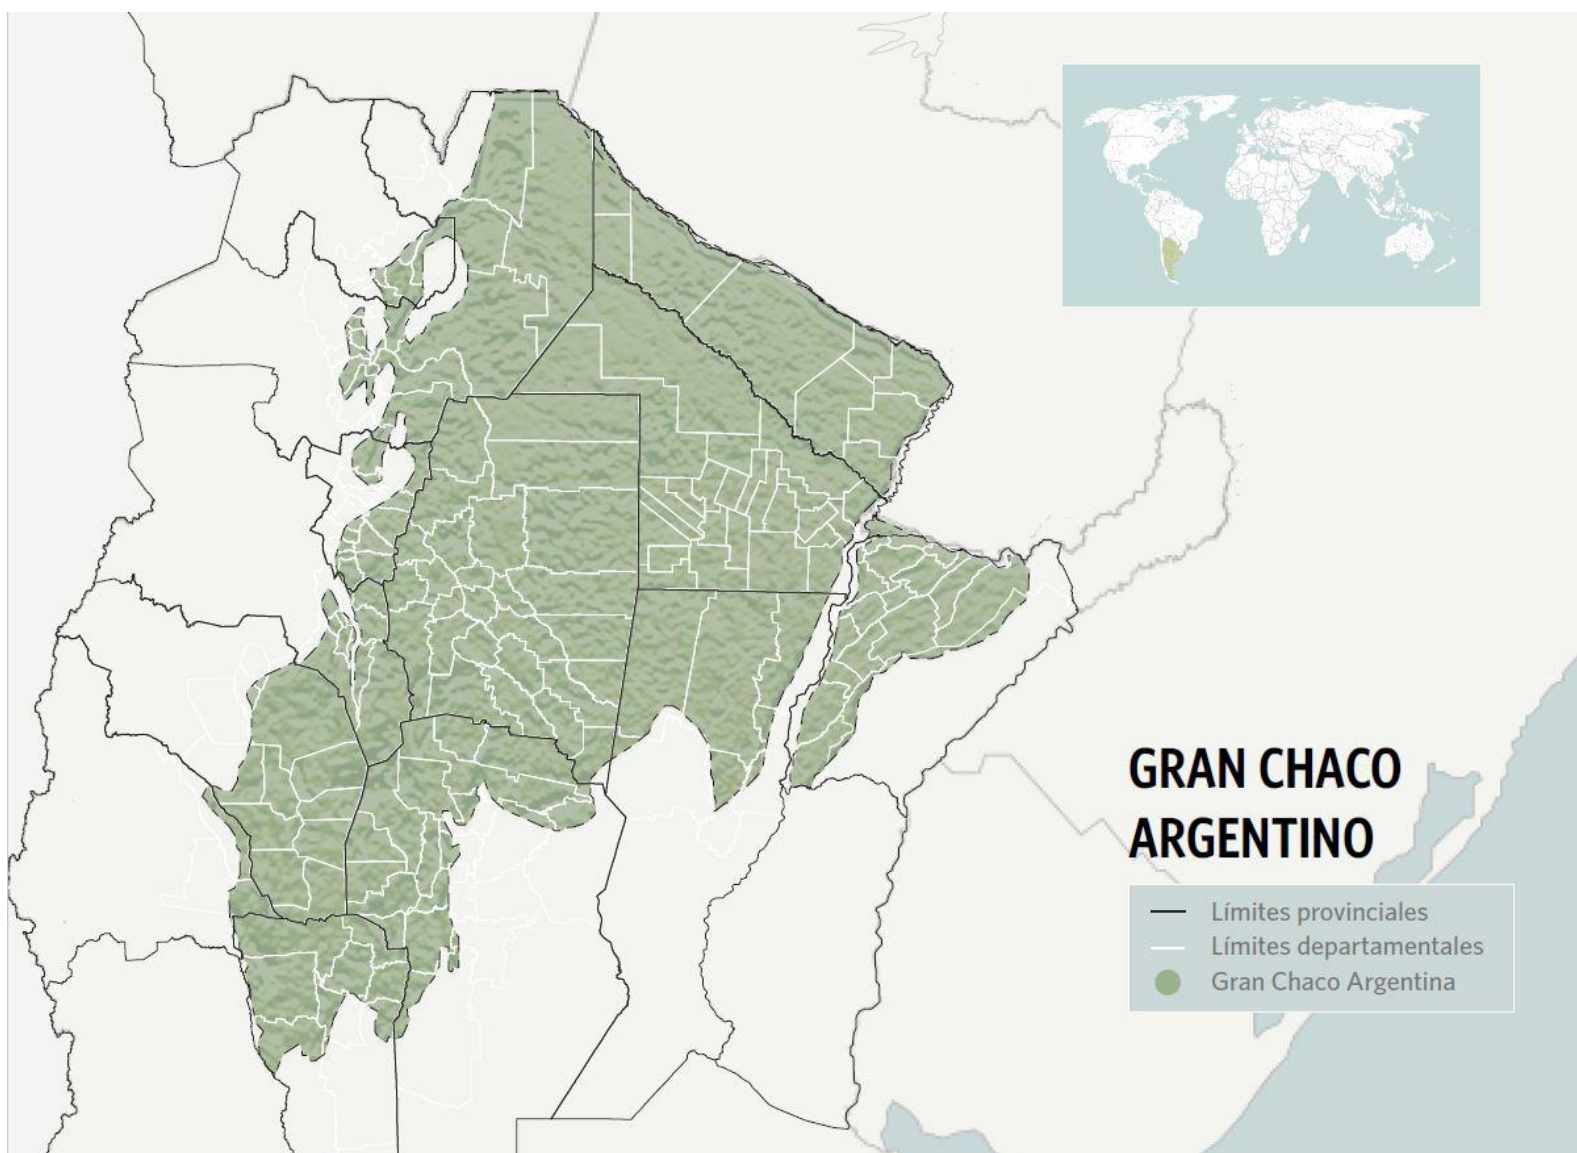 GRAN CHACO
ARGENTINO
Límites provinciales
Límites departamentales
Gran Chaco Argentina